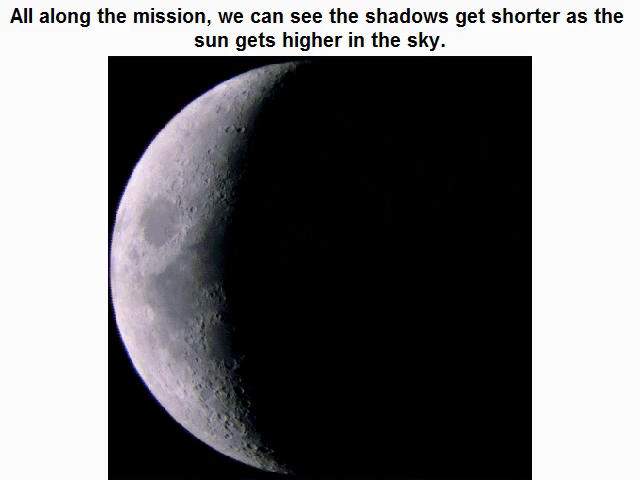 All along the mission, we can see the shadows get shorter as the
sun gets higher in the sky.